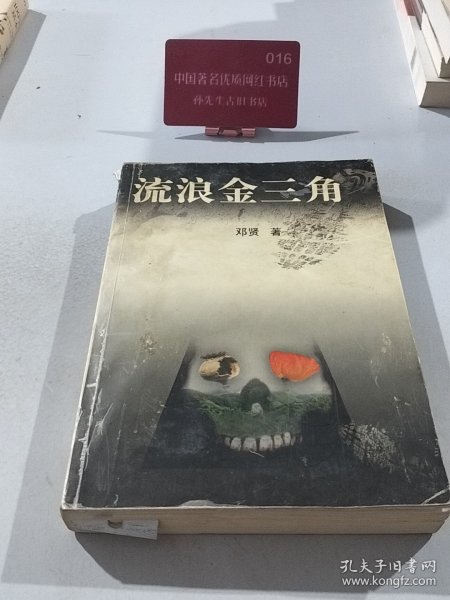 016
中国著名优质网红书店
孙先生古旧书店
流浪金三角
邓贤 著
孔夫子旧书网
www.kongfz.com